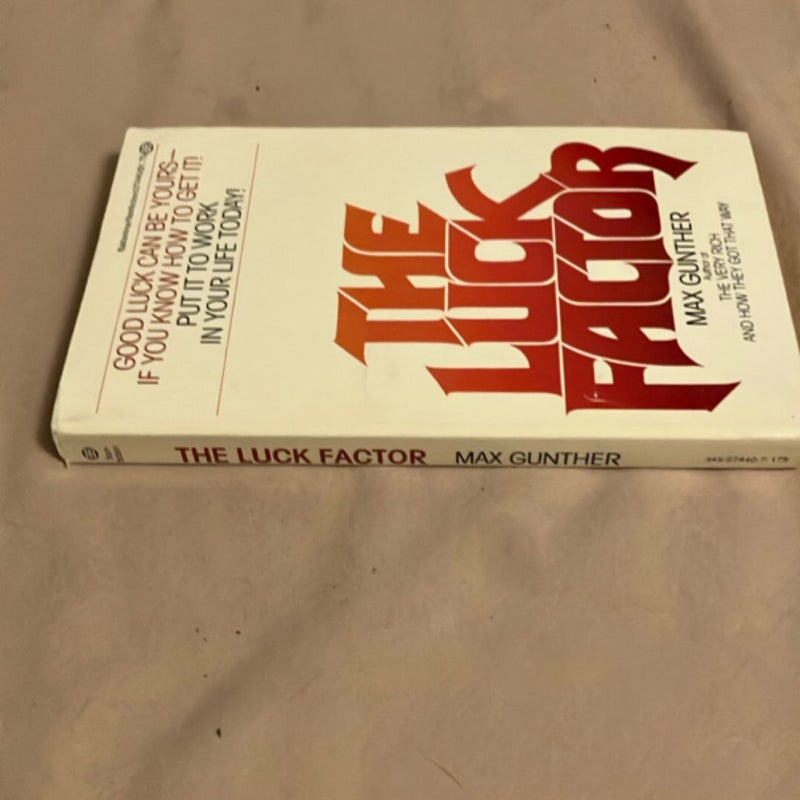 GOOD LUCK CAN BE YOURS—
IF YOU KNOW HOW TO GET IT!
PUT IT TO WORK
IN YOUR LIFE TODAY!
THE
LUCK
FACTOR
MAX GUNTHER
Author of
THE VERY RICH
AND HOW THEY GOT THAT WAY
THE LUCK FACTOR MAX GUNTHER